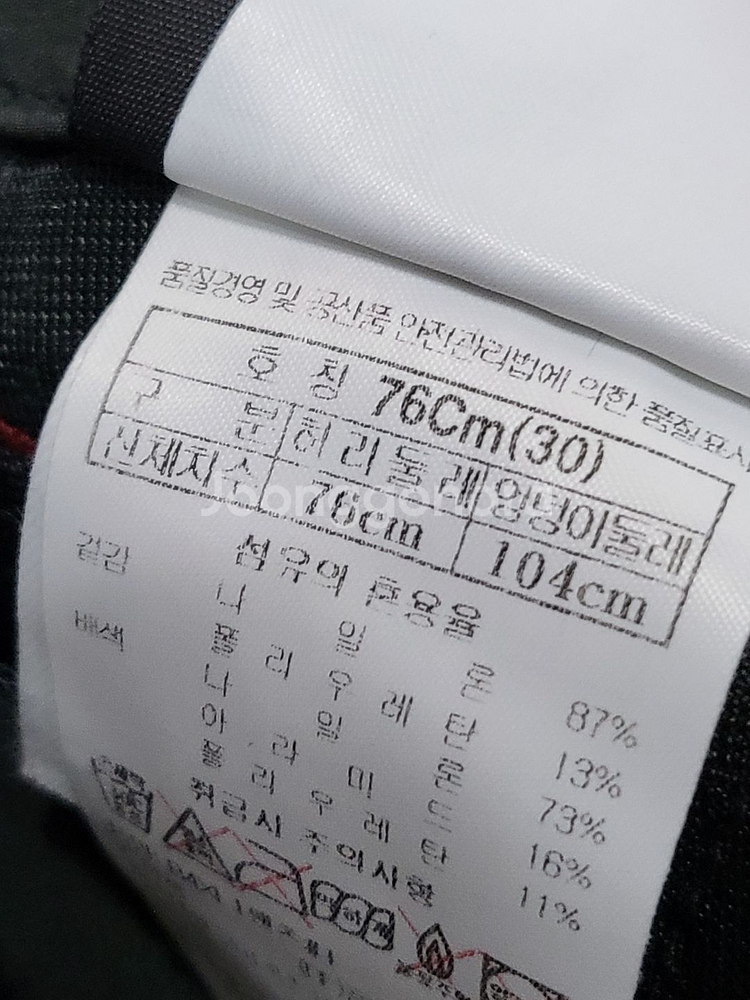 품질경영 및 공산품 안전관리법에 의한 품질표시
호 칭 76Cm(30)
구 분 허리둘레 엉덩이둘레
신체치수 76cm 104cm
섬유의 혼용율
겉감 나 일 론 87%
폴 리 우 레 탄 13%
배색 나 일 론 73%
아 라 미 드 16%
폴 리 우 레 탄 11%
취급시 주의사항
Joonggonara